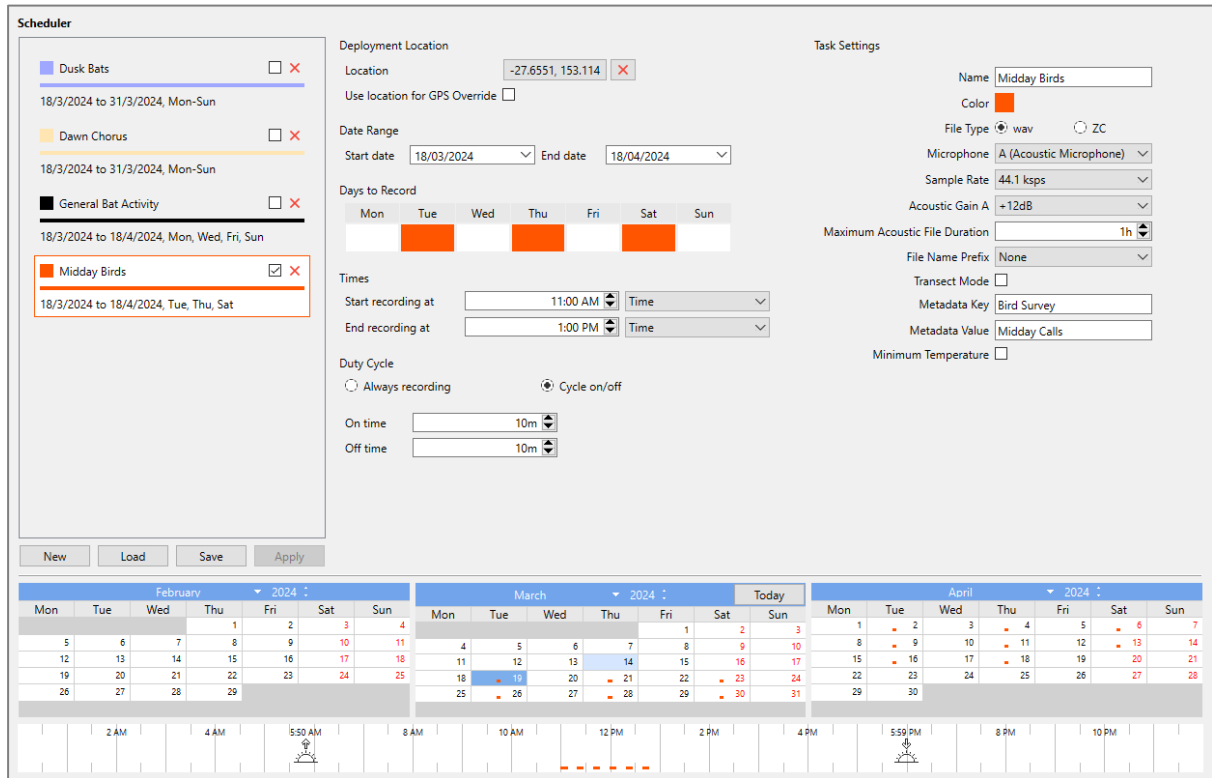 Scheduler
Dusk Bats
18/3/2024 to 31/3/2024, Mon-Sun
Dawn Chorus
18/3/2024 to 31/3/2024, Mon-Sun
General Bat Activity
18/3/2024 to 18/4/2024, Mon, Wed, Fri, Sun
Midday Birds
18/3/2024 to 18/4/2024, Tue, Thu, Sat
New Load Save Apply
Deployment Location
Location -27.6551, 153.114
Use location for GPS Override
Date Range
Start date 18/03/2024 End date 18/04/2024
Days to Record
Mon Tue Wed Thu Fri Sat Sun
Times
Start recording at 11:00 AM Time
End recording at 1:00 PM Time
Duty Cycle
Always recording Cycle on/off
On time 10m
Off time 10m
Task Settings
Name Midday Birds
Color
File Type wav ZC
Microphone A (Acoustic Microphone)
Sample Rate 44.1 ksps
Acoustic Gain A +12dB
Maximum Acoustic File Duration 1h
File Name Prefix None
Transect Mode
Metadata Key Bird Survey
Metadata Value Midday Calls
Minimum Temperature
February 2024
Mon Tue Wed Thu Fri Sat Sun
1 2 3 4
5 6 7 8 9 10 11
12 13 14 15 16 17 18
19 20 21 22 23 24 25
26 27 28 29
March 2024 Today
Mon Tue Wed Thu Fri Sat Sun
1 2 3
4 5 6 7 8 9 10
11 12 13 14 15 16 17
18 19 20 21 22 23 24
25 26 27 28 29 30 31
April 2024
Mon Tue Wed Thu Fri Sat Sun
1 2 3 4 5 6 7
8 9 10 11 12 13 14
15 16 17 18 19 20 21
22 23 24 25 26 27 28
29 30
2 AM 4 AM 5:50 AM 8 AM 10 AM 12 PM 2 PM 4 PM 5:59 PM 8 PM 10 PM